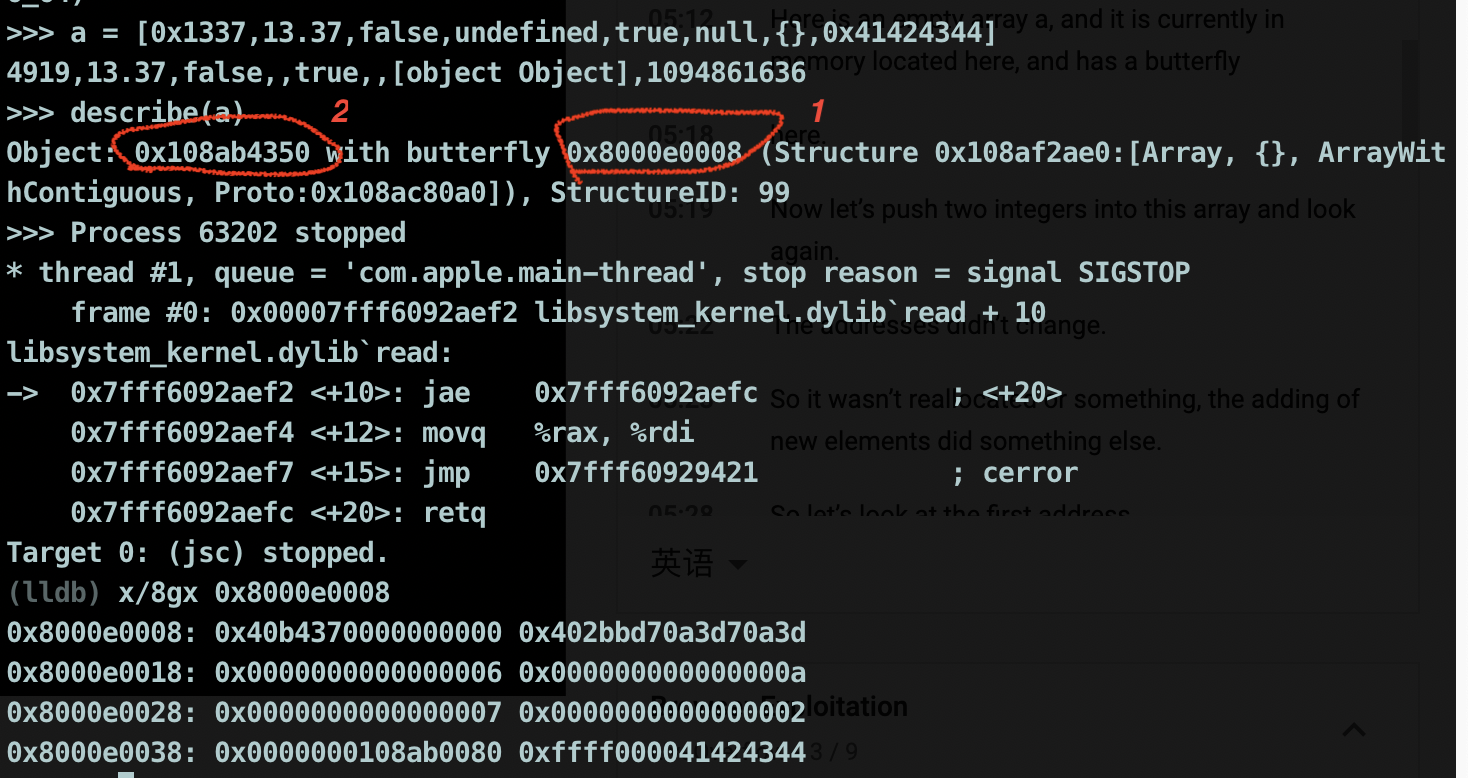 >>> a = [0x1337,13.37,false,undefined,true,null,{},0x41424344]
4919,13.37,false,,true,,[object Object],1094861636
>>> describe(a)
2
1
Object: 0x108ab4350 with butterfly 0x8000e0008 (Structure 0x108af2ae0:[Array, {}, ArrayWit
hContiguous, Proto:0x108ac80a0]), StructureID: 99
>>> Process 63202 stopped
* thread #1, queue = 'com.apple.main-thread', stop reason = signal SIGSTOP
    frame #0: 0x00007fff6092aef2 libsystem_kernel.dylib`read + 10
libsystem_kernel.dylib`read:
->  0x7fff6092aef2 <+10>: jae    0x7fff6092aefc            ; <+20>
    0x7fff6092aef4 <+12>: movq   %rax, %rdi
    0x7fff6092aef7 <+15>: jmp    0x7fff60929421            ; cerror
    0x7fff6092aefc <+20>: retq
Target 0: (jsc) stopped.
(lldb) x/8gx 0x8000e0008
0x8000e0008: 0x40b4370000000000 0x402bbd70a3d70a3d
0x8000e0018: 0x0000000000000006 0x000000000000000a
0x8000e0028: 0x0000000000000007 0x0000000000000002
0x8000e0038: 0x0000000108ab0080 0xffff000041424344
05:12
Here is an empty array a, and it is currently in
memory located here, and has a butterfly
05:18
here.
05:19
Now let's push two integers into this array and look
again.
05:22
The addresses didn't change.
So it wasn't reallocated or something, the adding of
new elements did something else.
05:28
So let's look at the first address
英语
Exploitation
3 / 9